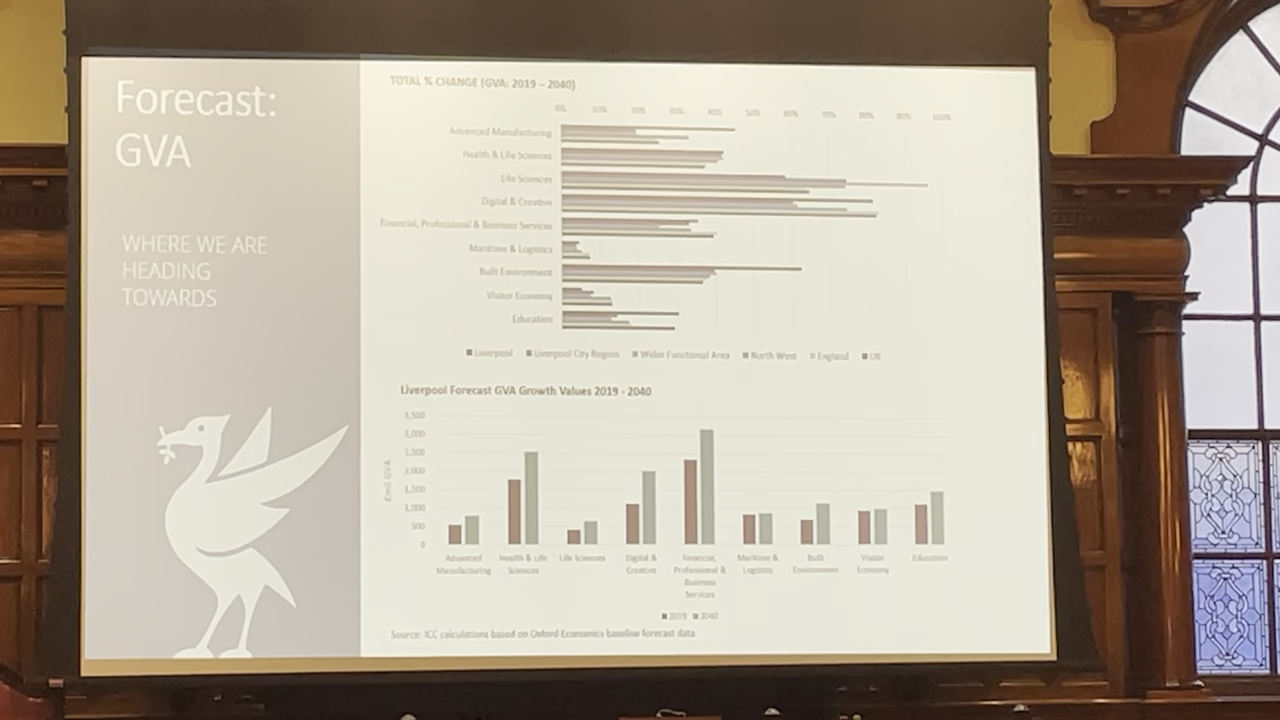 Forecast:
GVA
WHERE WE ARE
HEADING
TOWARDS
TOTAL % CHANGE (GVA: 2019 – 2040)
0% 10% 20% 30% 40% 50% 60% 70% 80% 90% 100%
Advanced Manufacturing
Health & Life Sciences
Life Sciences
Digital & Creative
Financial, Professional & Business Services
Maritime & Logistics
Built Environment
Visitor Economy
Education
Liverpool Liverpool City Region Wider Functional Area North West England UK
Liverpool Forecast GVA Growth Values 2019 - 2040
£mil GVA
3,500
3,000
2,500
2,000
1,500
1,000
500
0
Advanced
Manufacturing
Health & Life
Sciences
Life Sciences
Digital &
Creative
Financial,
Professional &
Business
Services
Maritime &
Logistics
Built
Environment
Visitor
Economy
Education
2019 2040
Source: ICC calculations based on Oxford Economics baseline forecast data